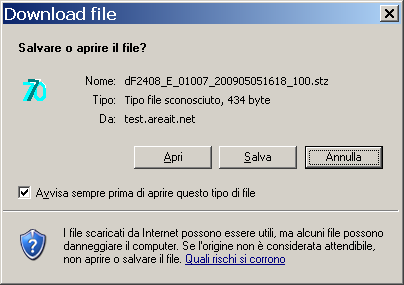 Download file
Salvare o aprire il file?
Nome: dF2408_E_01007_200905051618_100.stz
Tipo: Tipo file sconosciuto, 434 byte
Da: test.areait.net
Apri Salva Annulla
Avvisa sempre prima di aprire questo tipo di file
I file scaricati da Internet possono essere utili, ma alcuni file possono
danneggiare il computer. Se l'origine non è considerata attendibile,
non aprire o salvare il file. Quali rischi si corrono